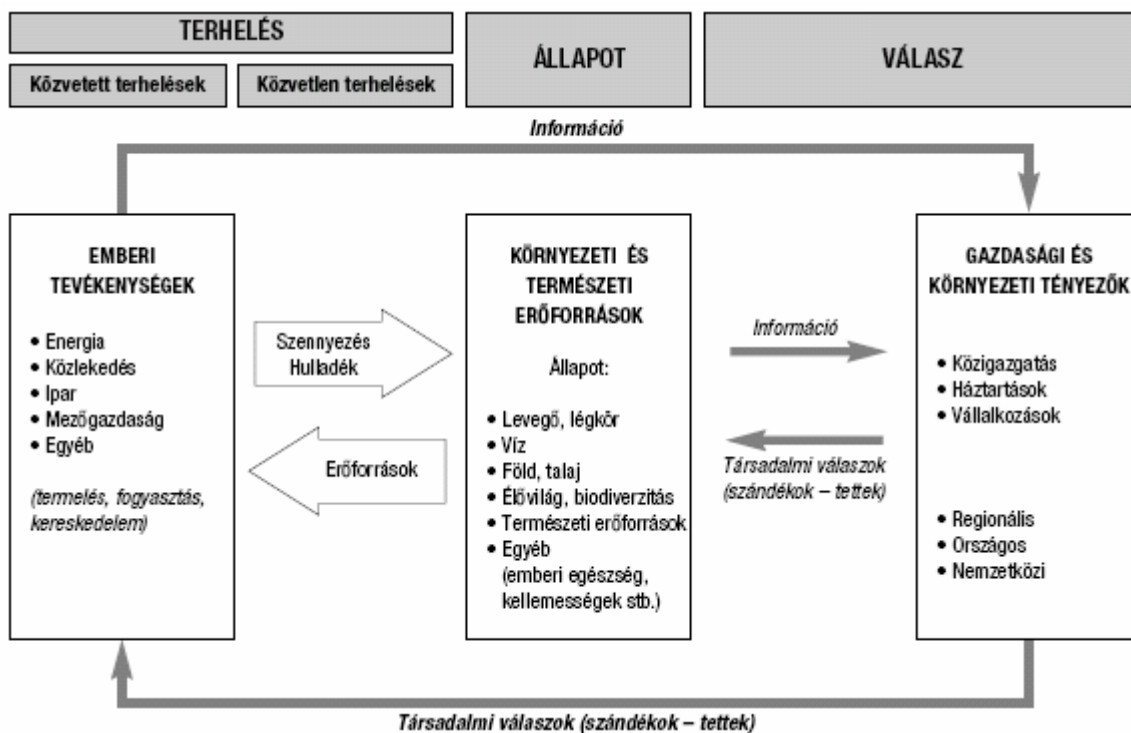 TERHELÉS
Közvetett terhelések
Közvetlen terhelések
ÁLLAPOT
VÁLASZ
Információ
EMBERI
TEVÉKENYSÉGEK
• Energia
• Közlekedés
• Ipar
• Mezőgazdaság
• Egyéb
(termelés, fogyasztás,
kereskedelem)
Szennyezés
Hulladék
Erőforrások
KÖRNYEZETI ÉS
TERMÉSZETI
ERŐFORRÁSOK
Állapot:
• Levegő, légkör
• Víz
• Föld, talaj
• Élővilág, biodiverzitás
• Természeti erőforrások
• Egyéb
(emberi egészség,
kellemességek stb.)
Információ
Társadalmi válaszok
(szándékok – tettek)
GAZDASÁGI ÉS
KÖRNYEZETI TÉNYEZŐK
• Közigazgatás
• Háztartások
• Vállalkozások
• Regionális
• Országos
• Nemzetközi
Társadalmi válaszok (szándékok – tettek)